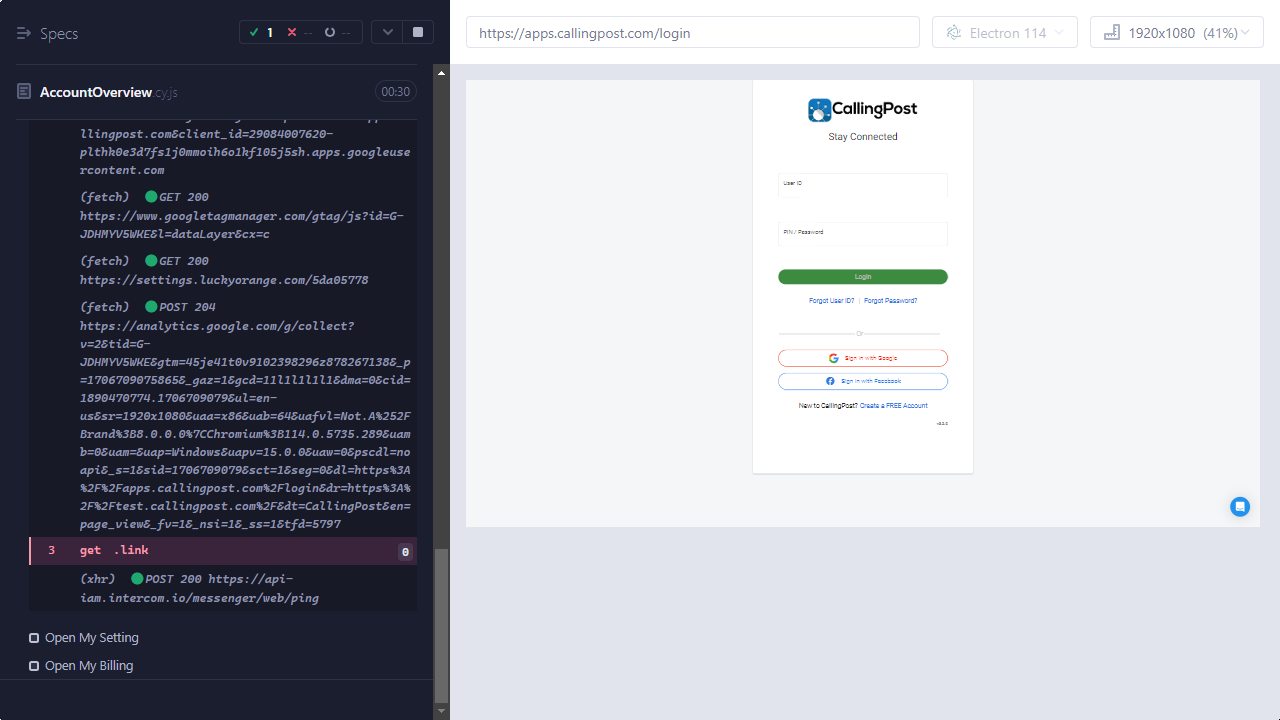 Specs
1
--
--
AccountOverview.cy.js
00:30
llingpost.com&client_id=29084007620-
plthk0e3d7fs1j0mmoih6o1kf105j5sh.apps.googleuse
rcontent.com
(fetch) GET 200
https://www.googletagmanager.com/gtag/js?id=G-
JDHMYV5WKE&l=dataLayer&cx=c
(fetch) GET 200
https://settings.luckyorange.com/5da05778
(fetch) POST 204
https://analytics.google.com/g/collect?
v=2&tid=G-
JDHMYV5WKE&gtm=45je41t0v9102398296z878267138&_p
=1706709075865&_gaz=1&gcd=11l1l1l1l1&dma=0&cid=
1890470774.1706709079&ul=en-
us&sr=1920x1080&uaa=x86&uab=64&uafvl=Not.A%252F
Brand%3B8.0.0.0%7CChromium%3B114.0.5735.289&uam
b=0&uam=&uap=Windows&uapv=15.0.0&uaw=0&pscdl=no
api&_s=1&sid=1706709079&sct=1&seg=0&dl=https%3A
%2F%2Fapps.callingpost.com%2Flogin&dr=https%3A%
2F%2Ftest.callingpost.com%2F&dt=CallingPost&en=
page_view&_fv=1&_nsi=1&_ss=1&tfd=5797
3 get .link 0
(xhr) POST 200 https://api-
iam.intercom.io/messenger/web/ping
Open My Setting
Open My Billing
https://apps.callingpost.com/login
Electron 114
1920x1080 (41%)
CallingPost
Stay Connected
User ID
PIN / Password
Login
Forgot User ID? | Forgot Password?
Or
Sign in with Google
Sign in with Facebook
New to CallingPost? Create a FREE Account